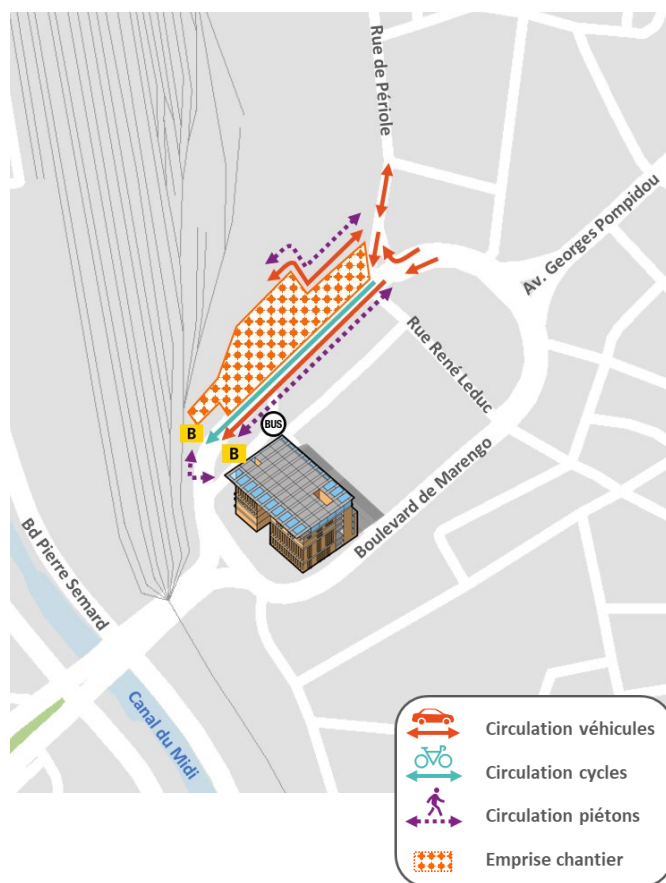 Rue de Périole
Av. Georges Pompidou
Rue René Leduc
BUS
B
B
Boulevard de Marengo
Bd Pierre Semard
Canal du Midi
Circulation véhicules
Circulation cycles
Circulation piétons
Emprise chantier